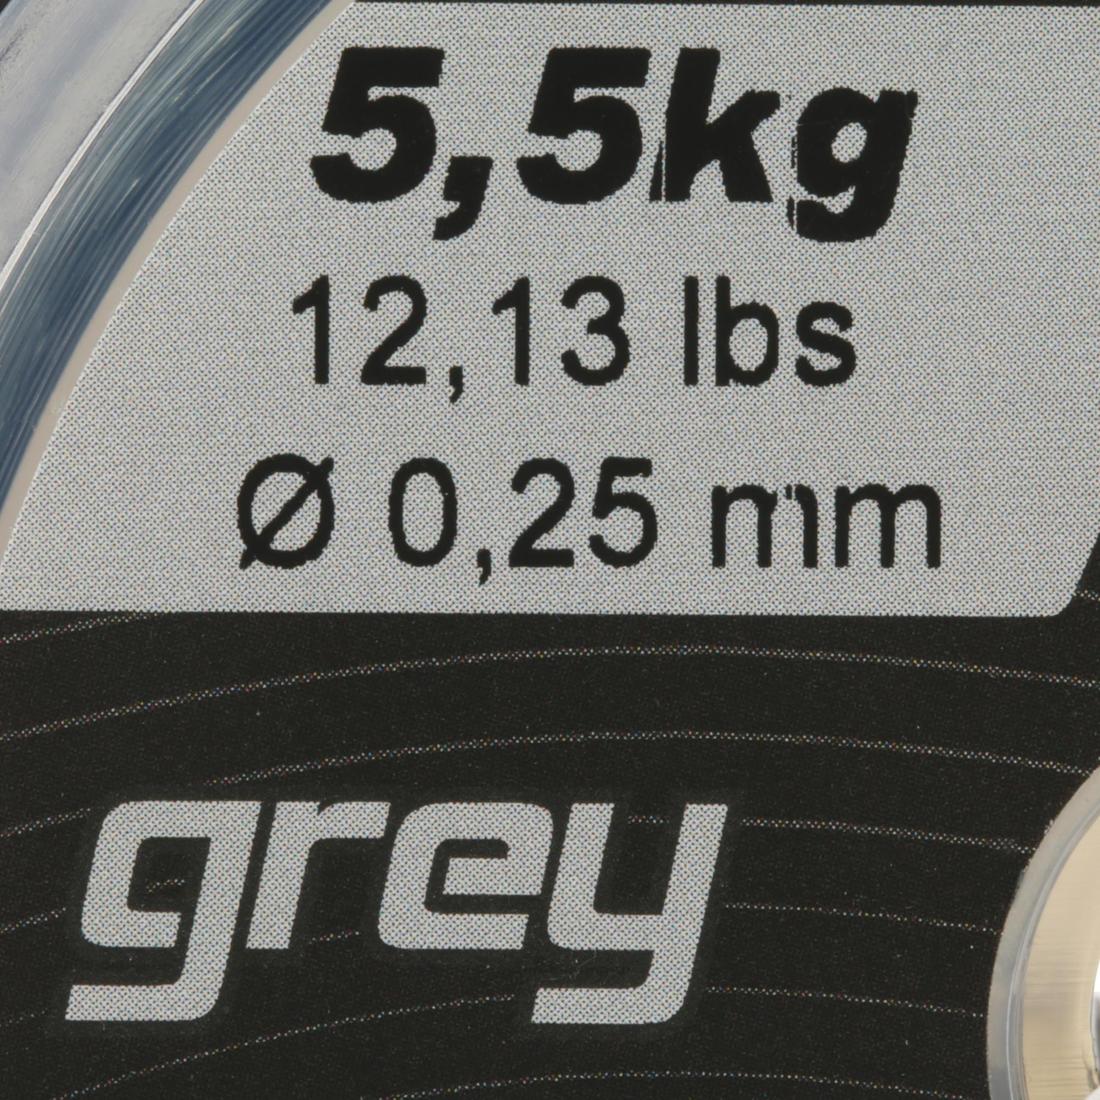 5,5kg
12,13 lbs
Ø 0,25 mm
grey